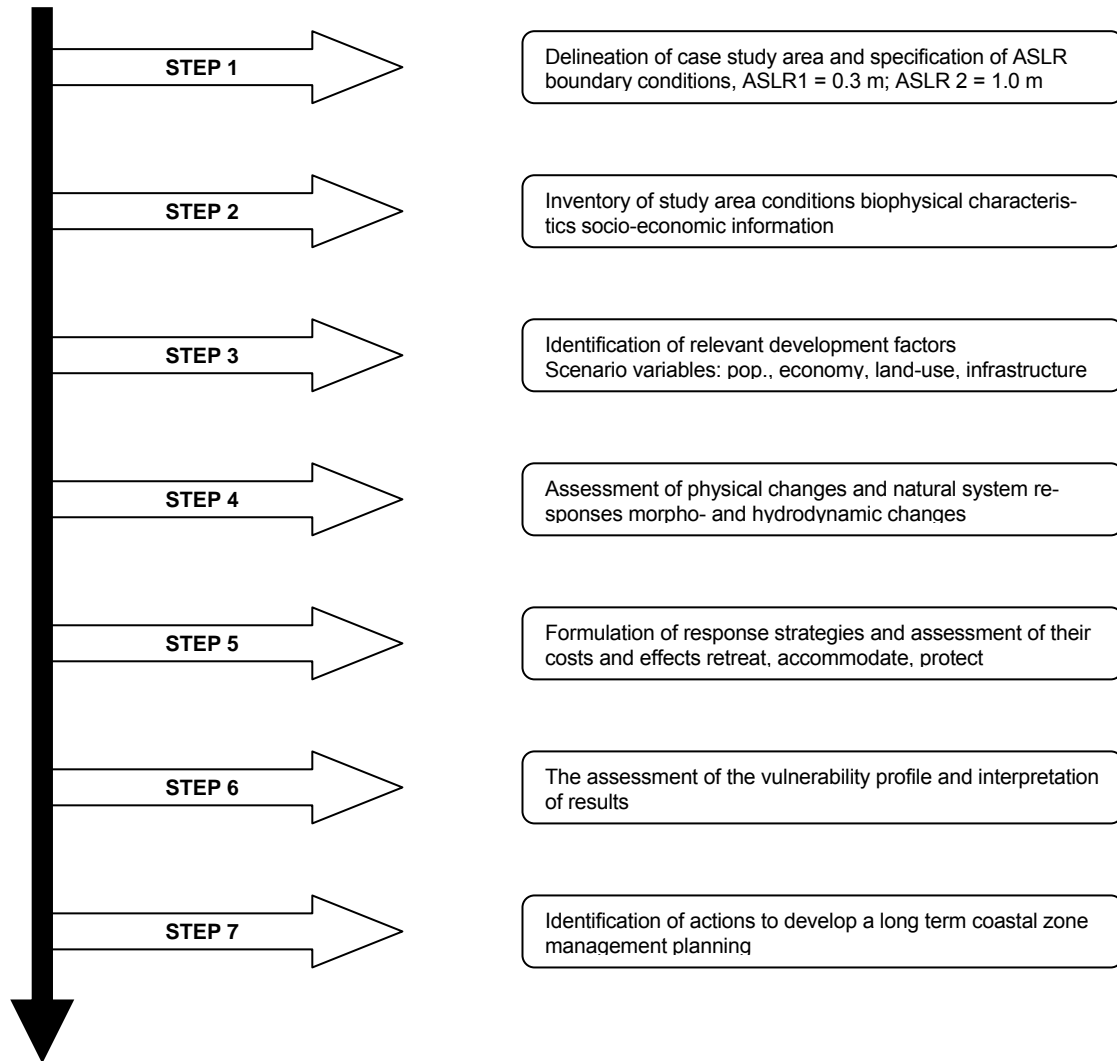 STEP 1
Delineation of case study area and specification of ASLR
boundary conditions, ASLR1 = 0.3 m; ASLR 2 = 1.0 m
STEP 2
Inventory of study area conditions biophysical characteris-
tics socio-economic information
STEP 3
Identification of relevant development factors
Scenario variables: pop., economy, land-use, infrastructure
STEP 4
Assessment of physical changes and natural system re-
sponses morpho- and hydrodynamic changes
STEP 5
Formulation of response strategies and assessment of their
costs and effects retreat, accommodate, protect
STEP 6
The assessment of the vulnerability profile and interpretation
of results
STEP 7
Identification of actions to develop a long term coastal zone
management planning